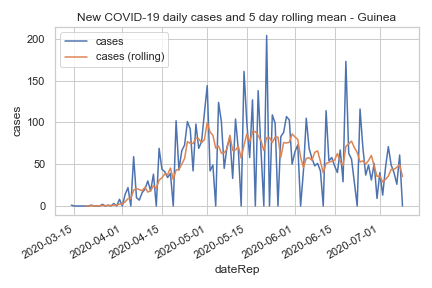 New COVID-19 daily cases and 5 day rolling mean - Guinea
cases
cases (rolling)
200
150
100
50
0
cases
2020-03-15
2020-04-01
2020-04-15
2020-05-01
2020-05-15
2020-06-01
2020-06-15
2020-07-01
dateRep